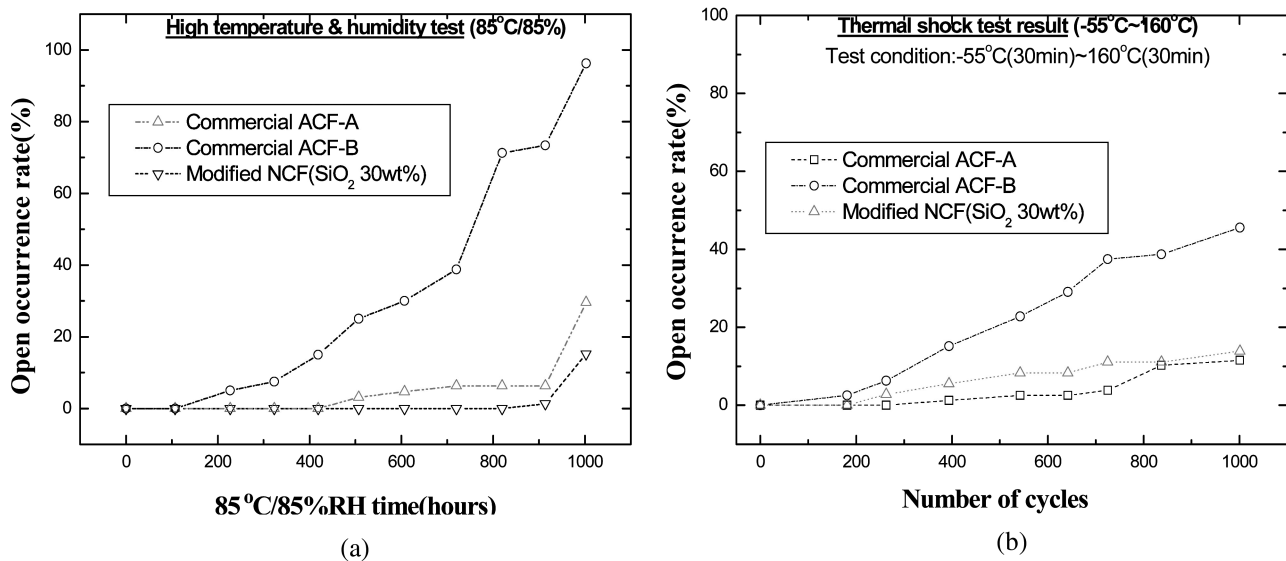 High temperature & humidity test (85°C/85%)
Commercial ACF-A
Commercial ACF-B
Modified NCF(SiO₂ 30wt%)
Open occurrence rate(%)
100
80
60
40
20
0
0
200
400
600
800
1000
85°C/85%RH time(hours)
(a)
Thermal shock test result (-55°C~160°C)
Test condition:-55°C(30min)~160°C(30min)
Commercial ACF-A
Commercial ACF-B
Modified NCF(SiO₂ 30wt%)
Open occurrence rate(%)
100
80
60
40
20
0
0
200
400
600
800
1000
Number of cycles
(b)